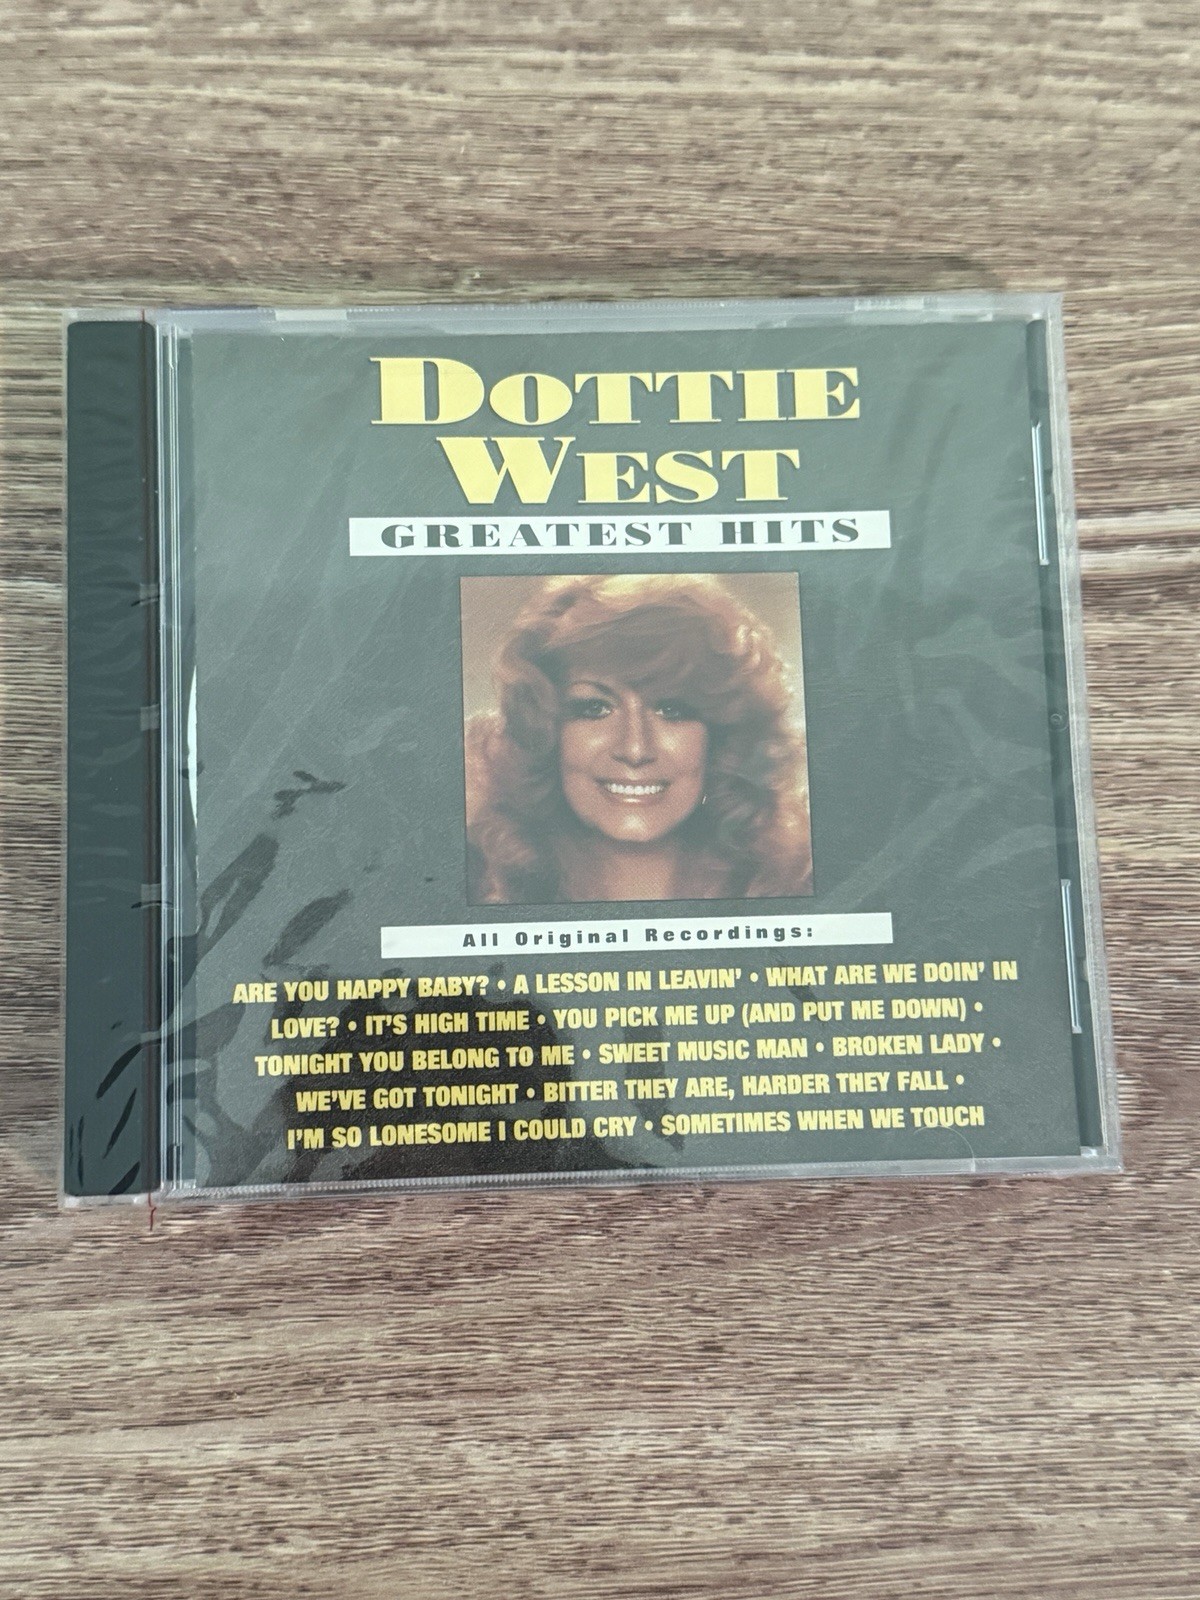 DOTTIE
WEST
GREATEST HITS
All Original Recordings:
ARE YOU HAPPY BABY? • A LESSON IN LEAVIN' • WHAT ARE WE DOIN' IN
LOVE? • IT'S HIGH TIME • YOU PICK ME UP (AND PUT ME DOWN) •
TONIGHT YOU BELONG TO ME • SWEET MUSIC MAN • BROKEN LADY •
WE'VE GOT TONIGHT • BITTER THEY ARE, HARDER THEY FALL •
I'M SO LONESOME I COULD CRY • SOMETIMES WHEN WE TOUCH